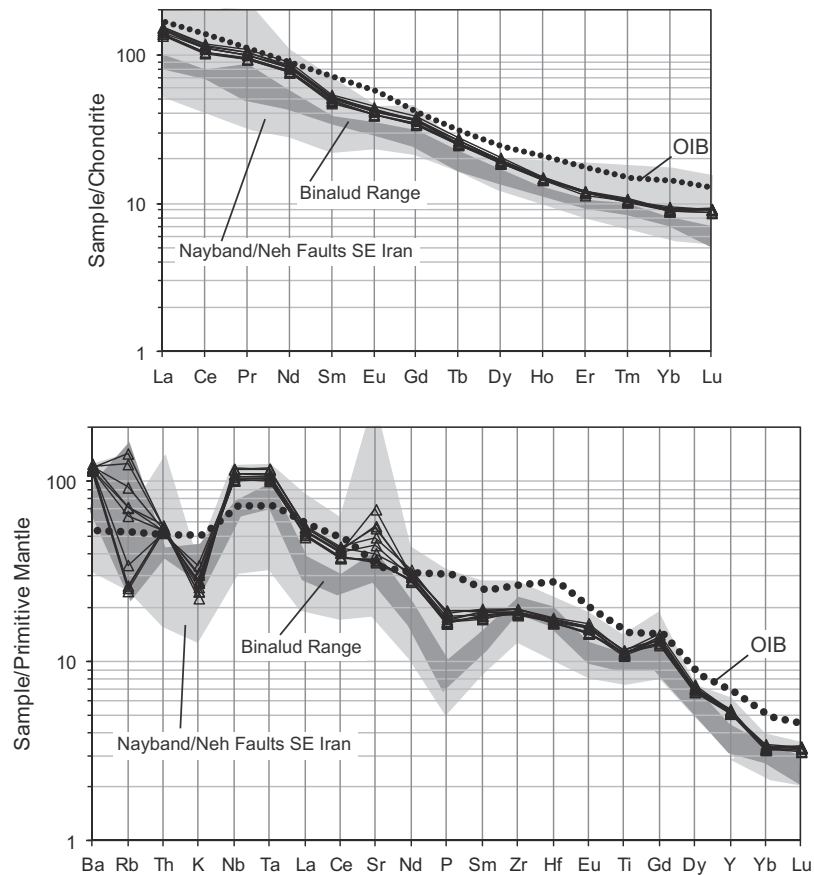 Sample/Chondrite
100
10
1
OIB
Binalud Range
Nayband/Neh Faults SE Iran
La Ce Pr Nd Sm Eu Gd Tb Dy Ho Er Tm Yb Lu
Sample/Primitive Mantle
100
10
1
Binalud Range
OIB
Nayband/Neh Faults SE Iran
Ba Rb Th K Nb Ta La Ce Sr Nd P Sm Zr Hf Eu Ti Gd Dy Y Yb Lu